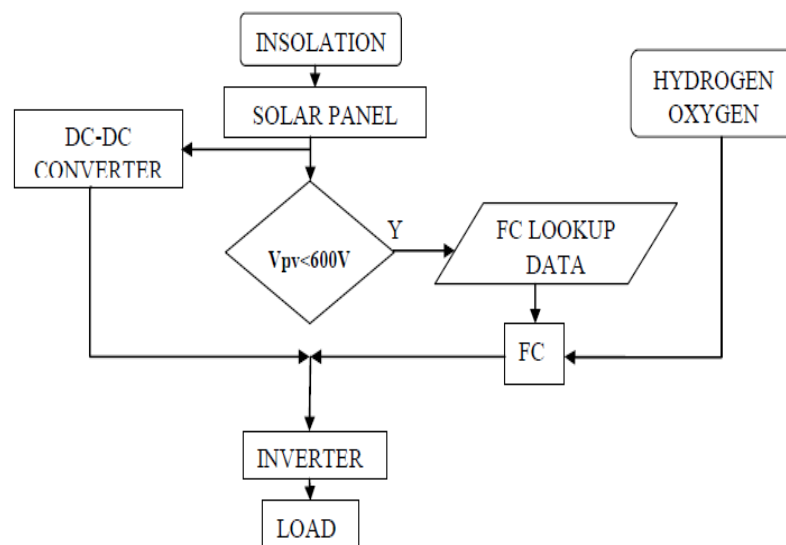 INSOLATION
SOLAR PANEL
HYDROGEN
OXYGEN
DC-DC
CONVERTER
Vpv<600V
Y
FC LOOKUP
DATA
FC
INVERTER
LOAD